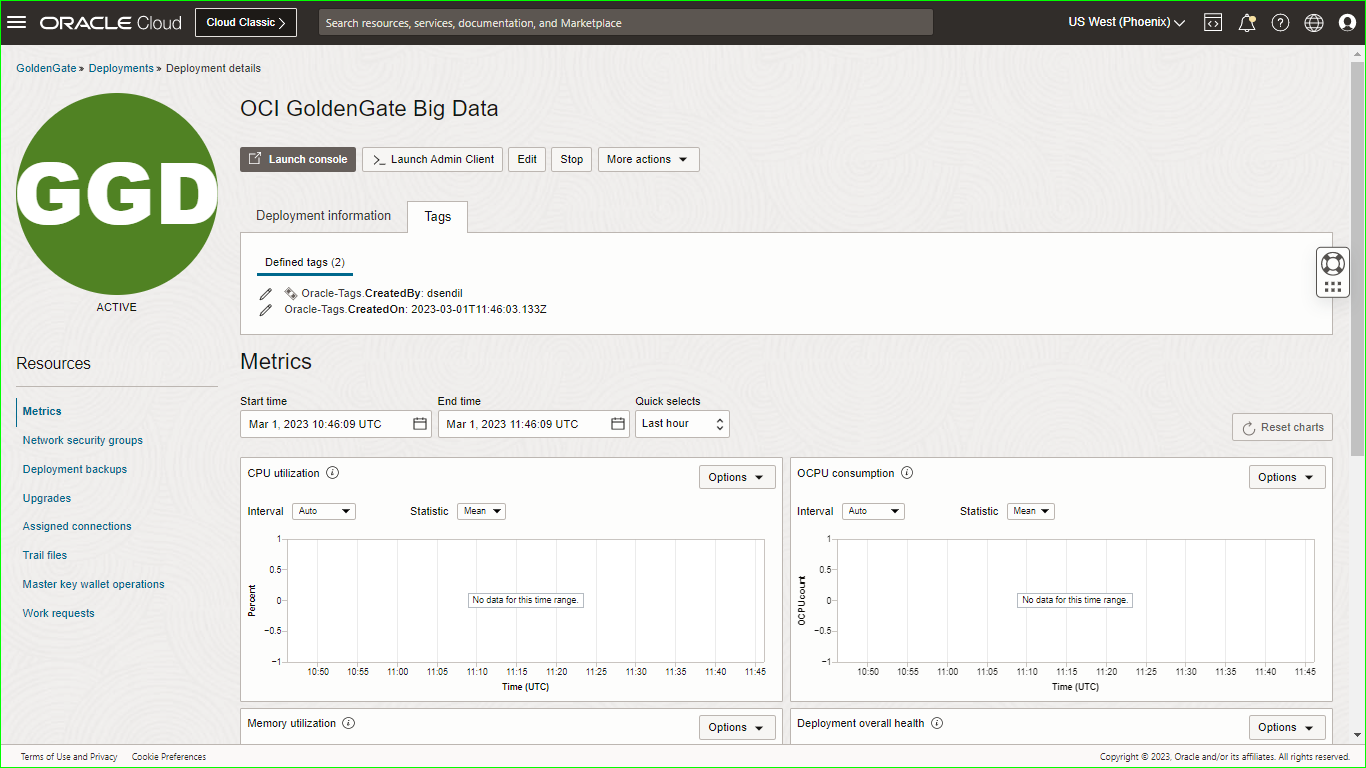 ORACLE Cloud
Cloud Classic
Search resources, services, documentation, and Marketplace
US West (Phoenix)
GoldenGate » Deployments » Deployment details
GGD
ACTIVE
OCI GoldenGate Big Data
Launch console
Launch Admin Client
Edit
Stop
More actions
Deployment information
Tags
Defined tags (2)
Oracle-Tags.CreatedBy: dsendil
Oracle-Tags.CreatedOn: 2023-03-01T11:46:03.133Z
Resources
Metrics
Network security groups
Deployment backups
Upgrades
Assigned connections
Trail files
Master key wallet operations
Work requests
Metrics
Start time
Mar 1, 2023 10:46:09 UTC
End time
Mar 1, 2023 11:46:09 UTC
Quick selects
Last hour
Reset charts
CPU utilization
Options
Interval Auto Statistic Mean
Percent
1
0.5
0
−0.5
−1
No data for this time range.
10:50 10:55 11:00 11:05 11:10 11:15 11:20 11:25 11:30 11:35 11:40 11:45
Time (UTC)
OCPU consumption
Options
Interval Auto Statistic Mean
OCPUcount
1
0.5
0
−0.5
−1
No data for this time range.
10:50 10:55 11:00 11:05 11:10 11:15 11:20 11:25 11:30 11:35 11:40 11:45
Time (UTC)
Memory utilization
Options
Deployment overall health
Options
Terms of Use and Privacy Cookie Preferences
Copyright © 2023, Oracle and/or its affiliates. All rights reserved.